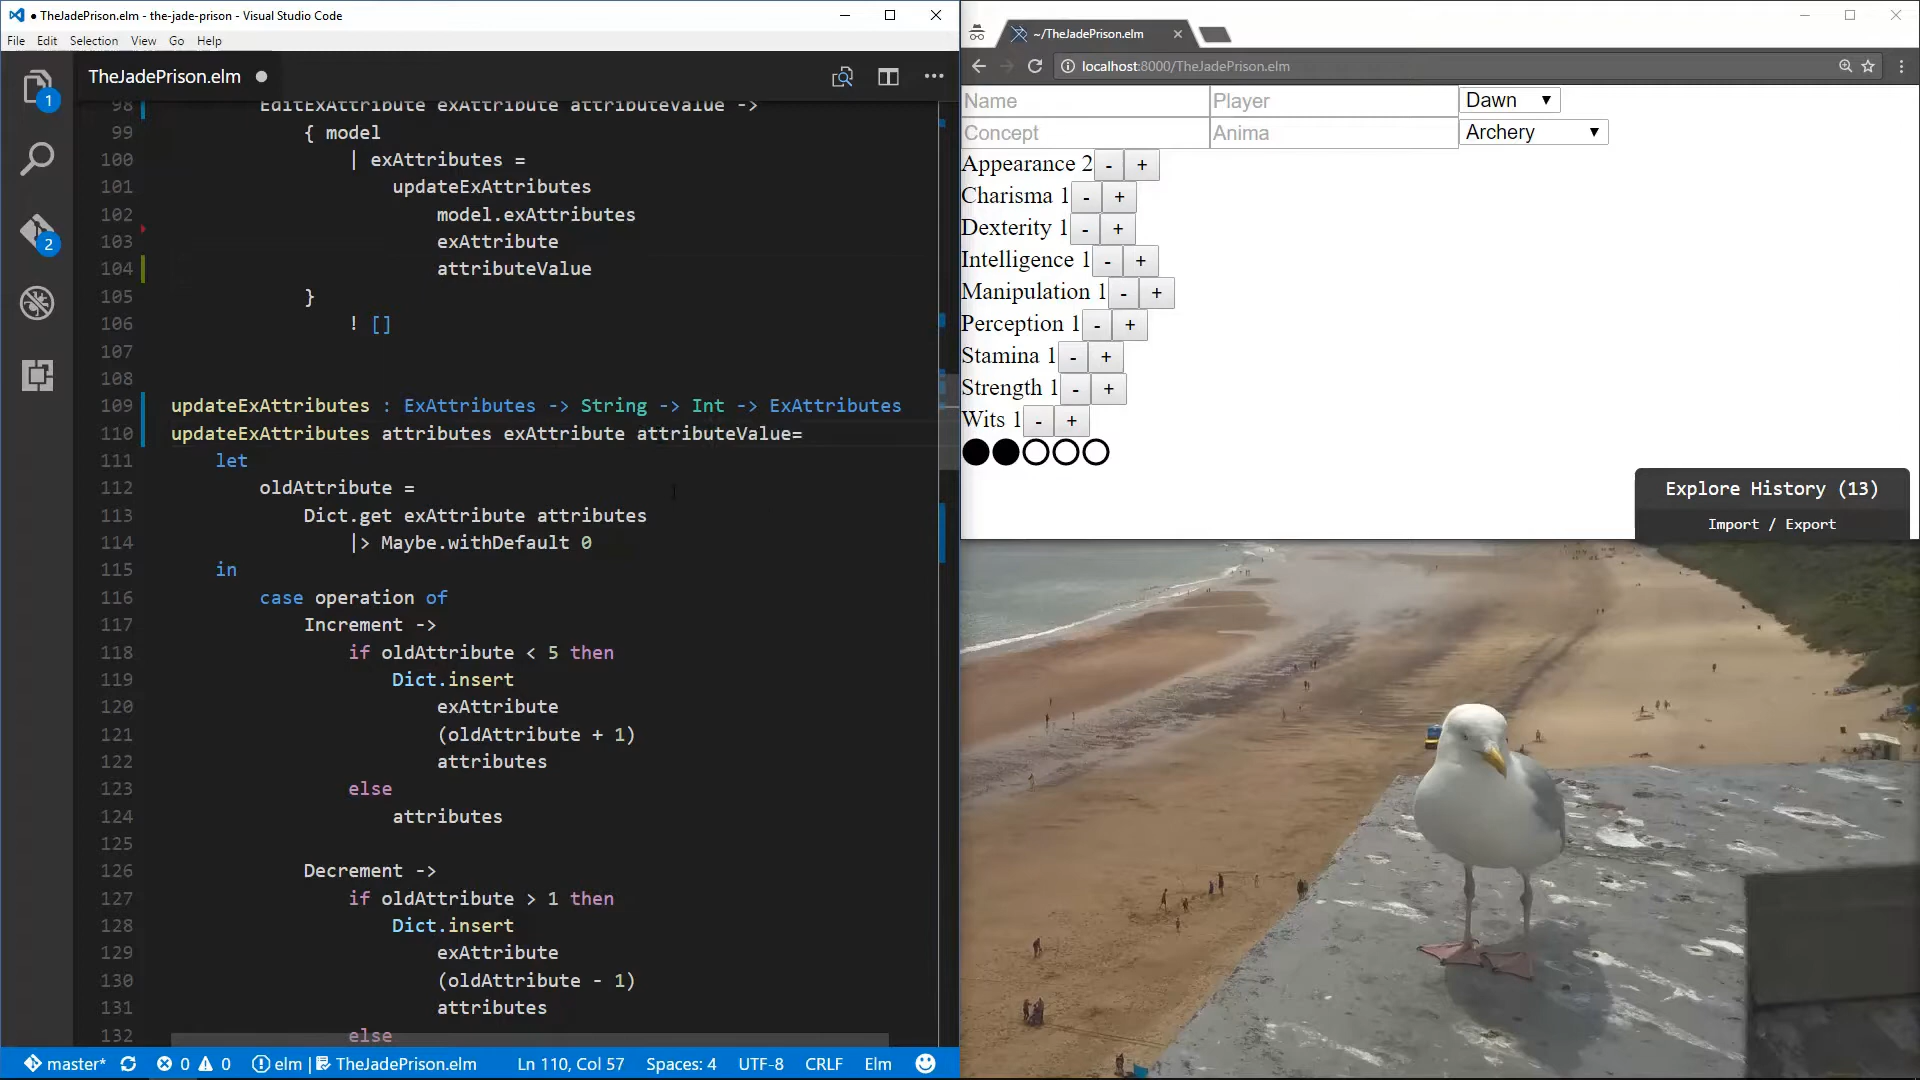 TheJadePrison.elm - the-jade-prison - Visual Studio Code
File Edit Selection View Go Help
TheJadePrison.elm
1
2
98 EditExAttribute exAttribute attributeValue ->
99 { model
100 | exAttributes =
101 updateExAttributes
102 model.exAttributes
103 exAttribute
104 attributeValue
105 }
106 ! []
107
108
109 updateExAttributes : ExAttributes -> String -> Int -> ExAttributes
110 updateExAttributes attributes exAttribute attributeValue=
111 let
112 oldAttribute =
113 Dict.get exAttribute attributes
114 |> Maybe.withDefault 0
115 in
116 case operation of
117 Increment ->
118 if oldAttribute < 5 then
119 Dict.insert
120 exAttribute
121 (oldAttribute + 1)
122 attributes
123 else
124 attributes
125
126 Decrement ->
127 if oldAttribute > 1 then
128 Dict.insert
129 exAttribute
130 (oldAttribute - 1)
131 attributes
132 else
master* 0 0 elm | TheJadePrison.elm Ln 110, Col 57 Spaces: 4 UTF-8 CRLF Elm
~/TheJadePrison.elm
localhost:8000/TheJadePrison.elm
Name Player Dawn
Concept Anima Archery
Appearance 2 - +
Charisma 1 - +
Dexterity 1 - +
Intelligence 1 - +
Manipulation 1 - +
Perception 1 - +
Stamina 1 - +
Strength 1 - +
Wits 1 - +
Explore History (13)
Import / Export